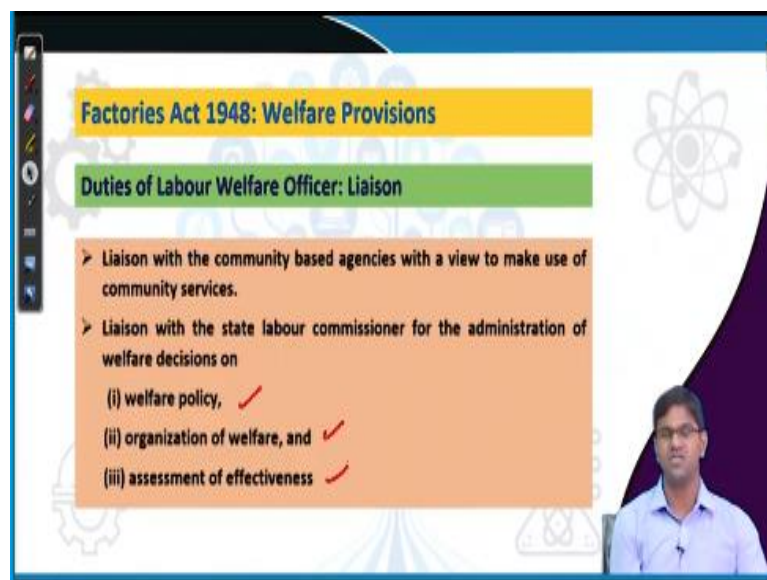 Factories Act 1948: Welfare Provisions
Duties of Labour Welfare Officer: Liaison
➢ Liaison with the community based agencies with a view to make use of
community services.
➢ Liaison with the state labour commissioner for the administration of
welfare decisions on
(i) welfare policy,
(ii) organization of welfare, and
(iii) assessment of effectiveness